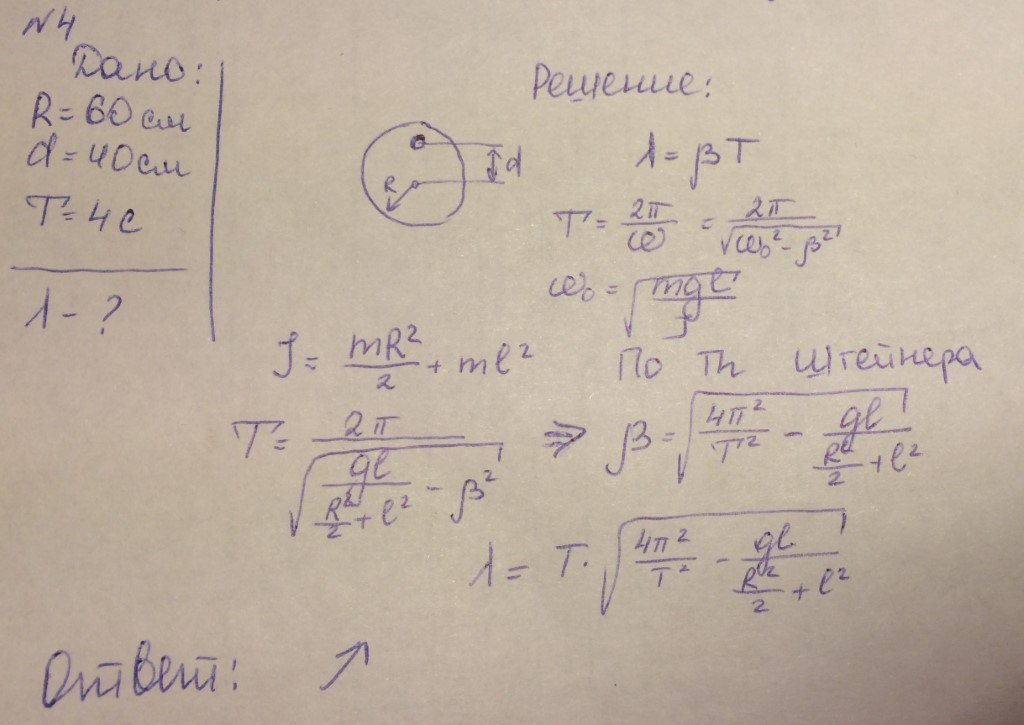 №4
Дано:
R = 60 см
d = 40 см
T = 4 с
λ - ?
Решение:
R
d
λ = βT
T = 2π/ω = 2π/√(ω₀² - β²)
ω₀ = √(mgl/J)
J = mR²/2 + ml² По Th Штейнера
T = 2π/√(gl/(R²/2 + l²) - β²) ⇒ β = √(4π²/T² - gl/(R²/2 + l²))
λ = T · √(4π²/T² - gl/(R²/2 + l²))
Ответ: ↗